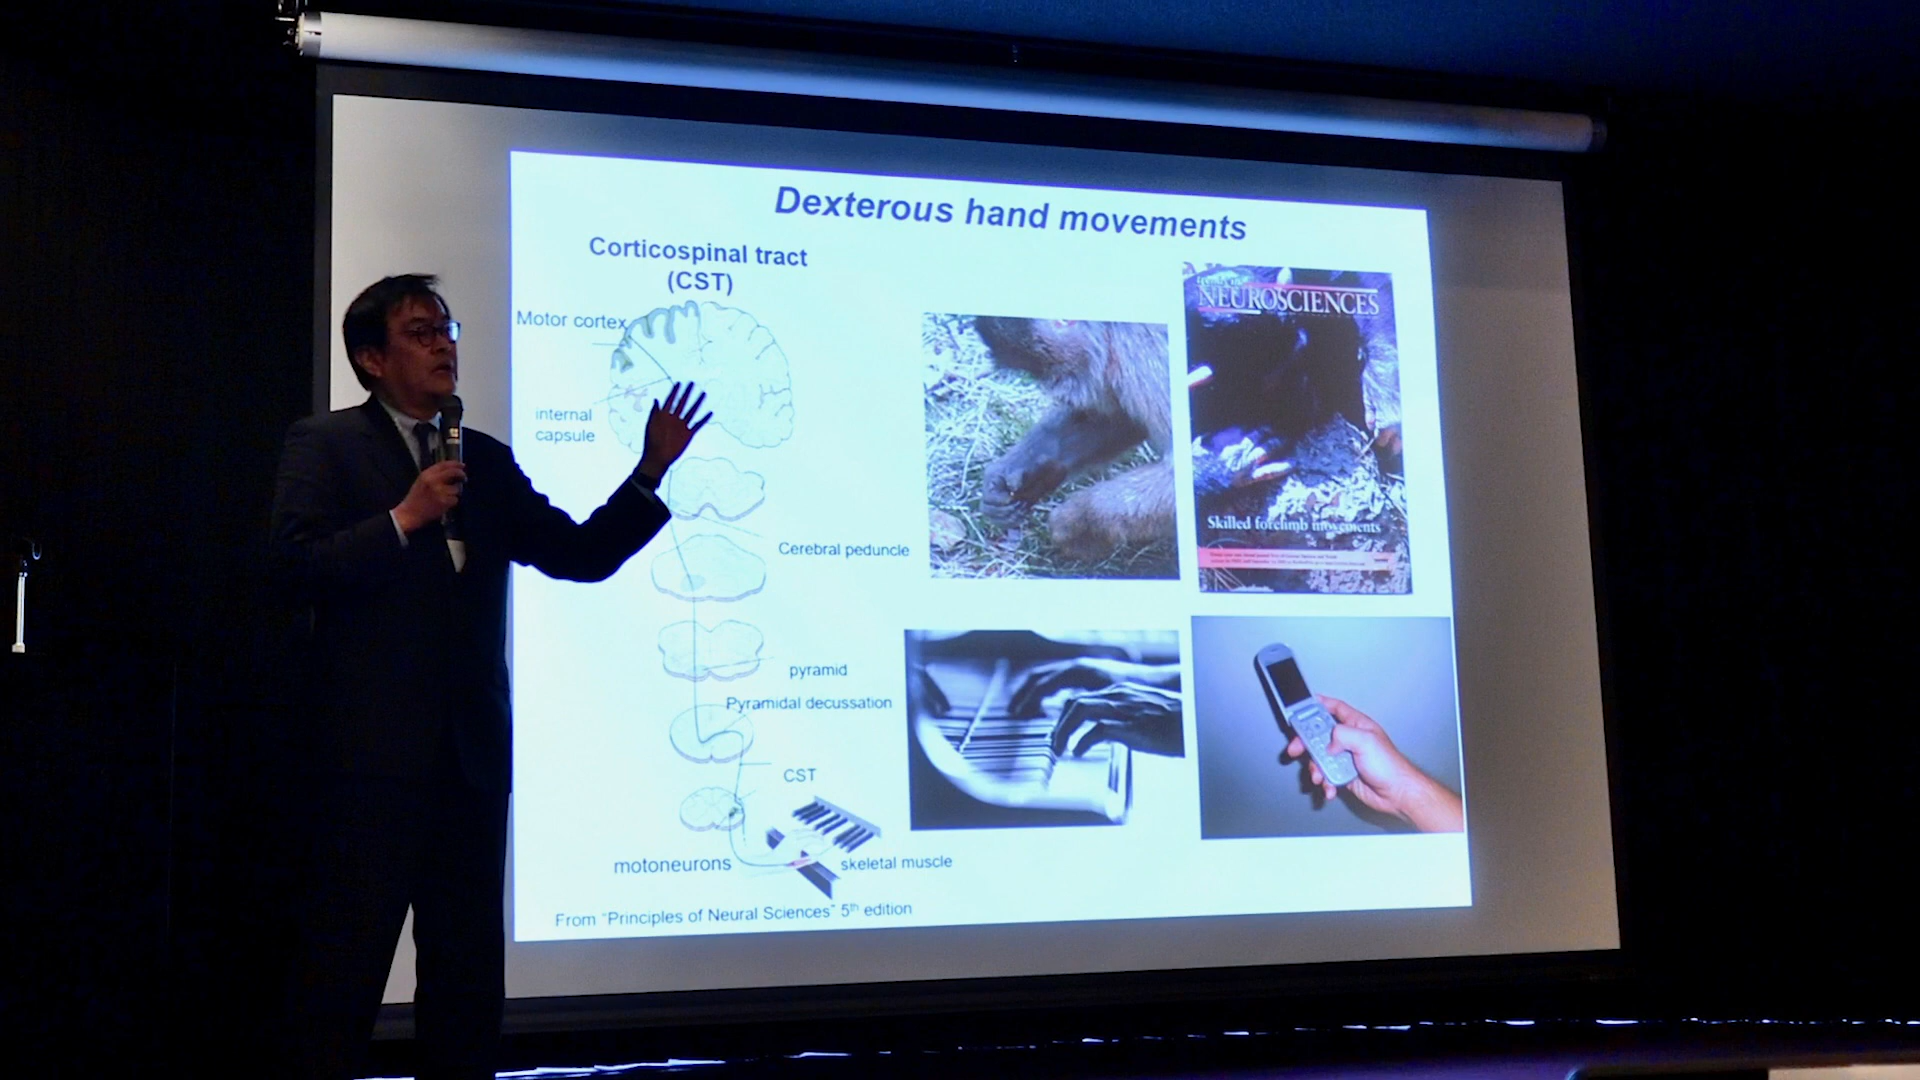 Dexterous hand movements
Corticospinal tract
(CST)
Motor cortex
internal
capsule
Cerebral peduncle
pyramid
Pyramidal decussation
CST
motoneurons
skeletal muscle
From "Principles of Neural Sciences" 5th edition
NEUROSCIENCES
Skilled forelimb movements